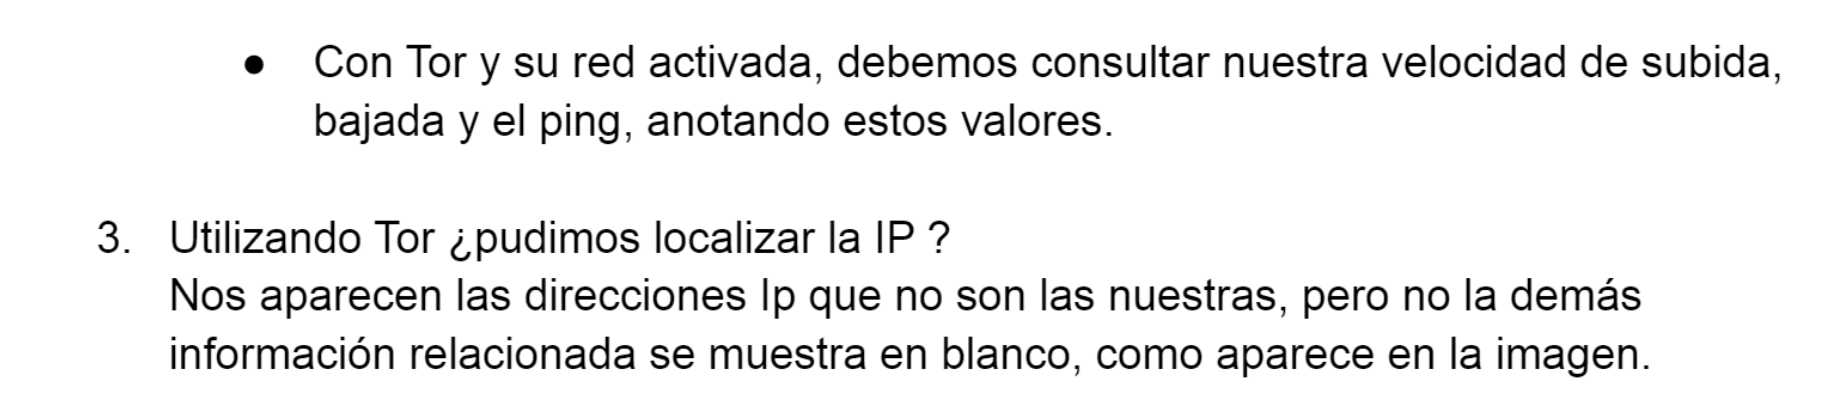 ● Con Tor y su red activada, debemos consultar nuestra velocidad de subida,
bajada y el ping, anotando estos valores.
3. Utilizando Tor ¿pudimos localizar la IP ?
Nos aparecen las direcciones Ip que no son las nuestras, pero no la demás
información relacionada se muestra en blanco, como aparece en la imagen.